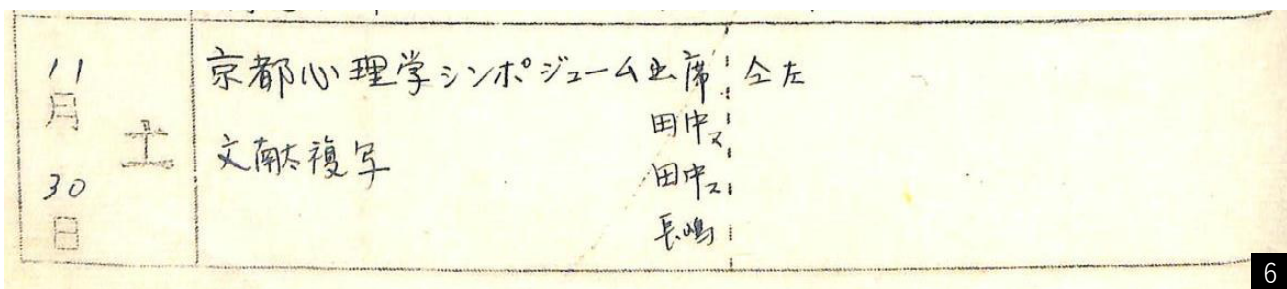 11月30日
土
京都心理学シンポジューム出席 仝左
田中
文献複写 田中
長嶋
6